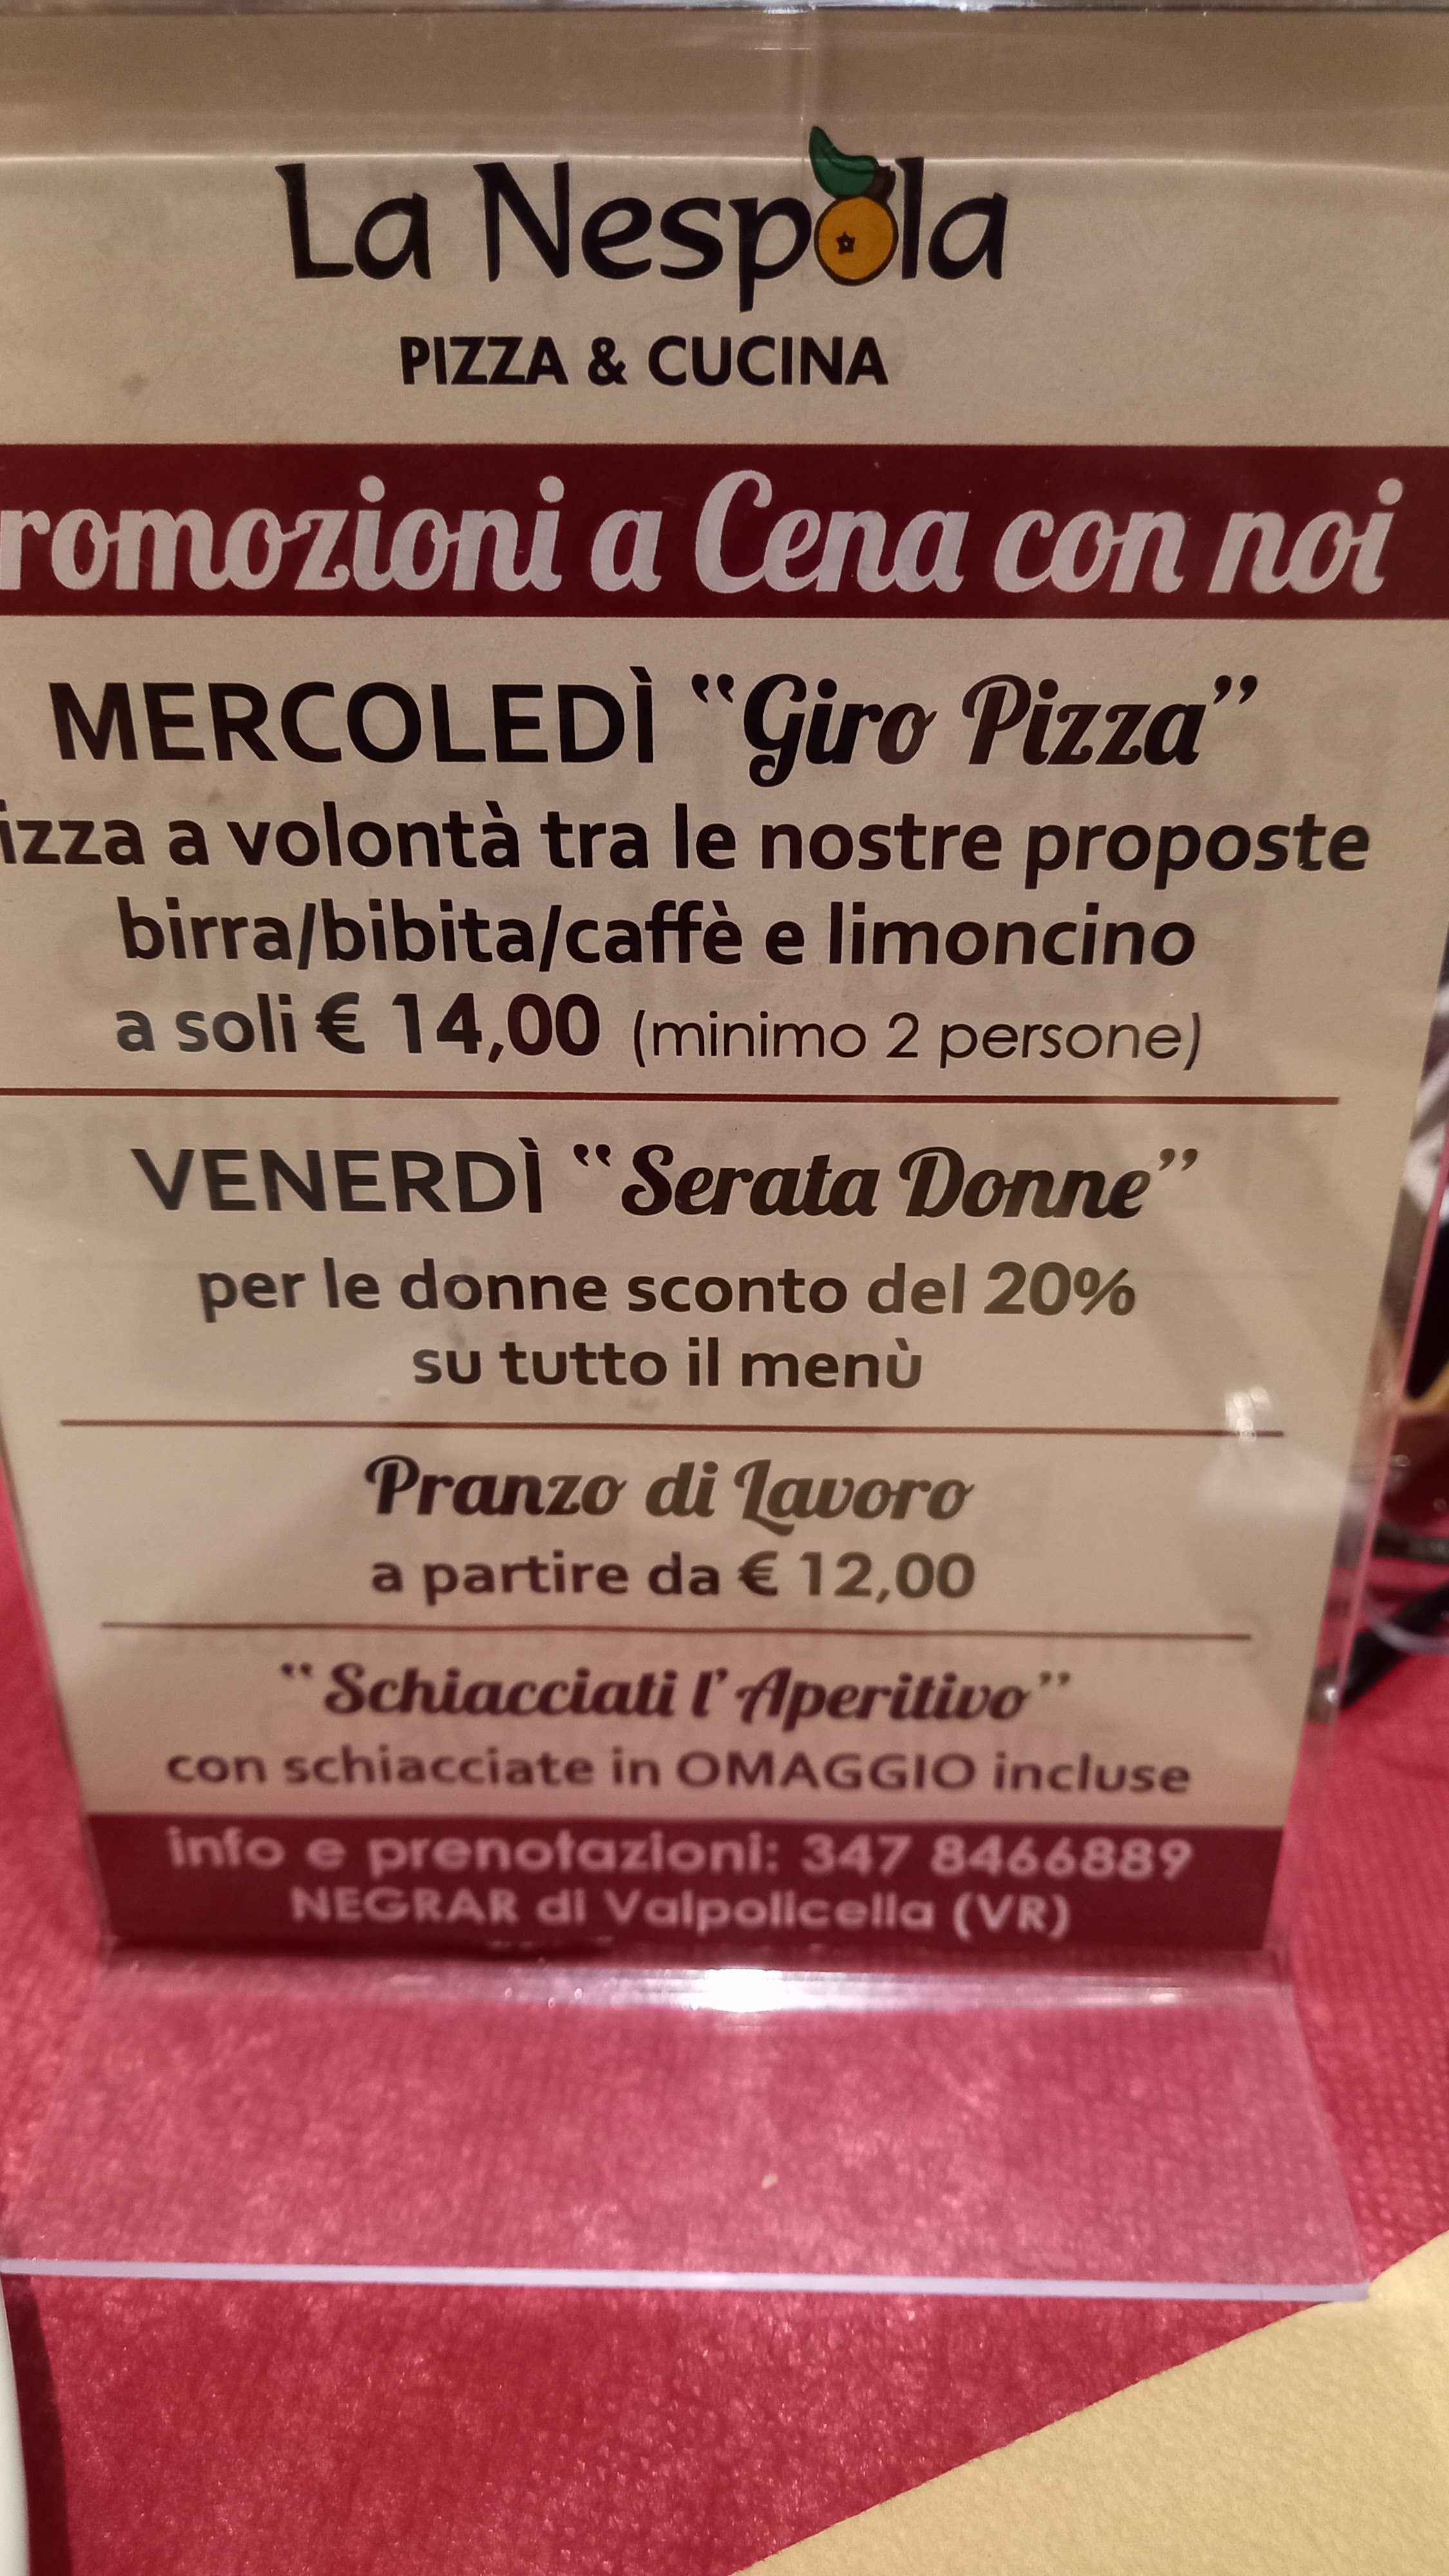 La Nespola
PIZZA & CUCINA
romozioni a Cena con noi
MERCOLEDÌ "Giro Pizza"
izza a volontà tra le nostre proposte
birra/bibita/caffè e limoncino
a soli € 14,00 (minimo 2 persone)
VENERDÌ "Serata Donne"
per le donne sconto del 20%
su tutto il menù
Pranzo di Lavoro
a partire da € 12,00
"Schiacciati l'Aperitivo"
con schiacciate in OMAGGIO incluse
info e prenotazioni: 347 8466889
NEGRAR di Valpolicella (VR)